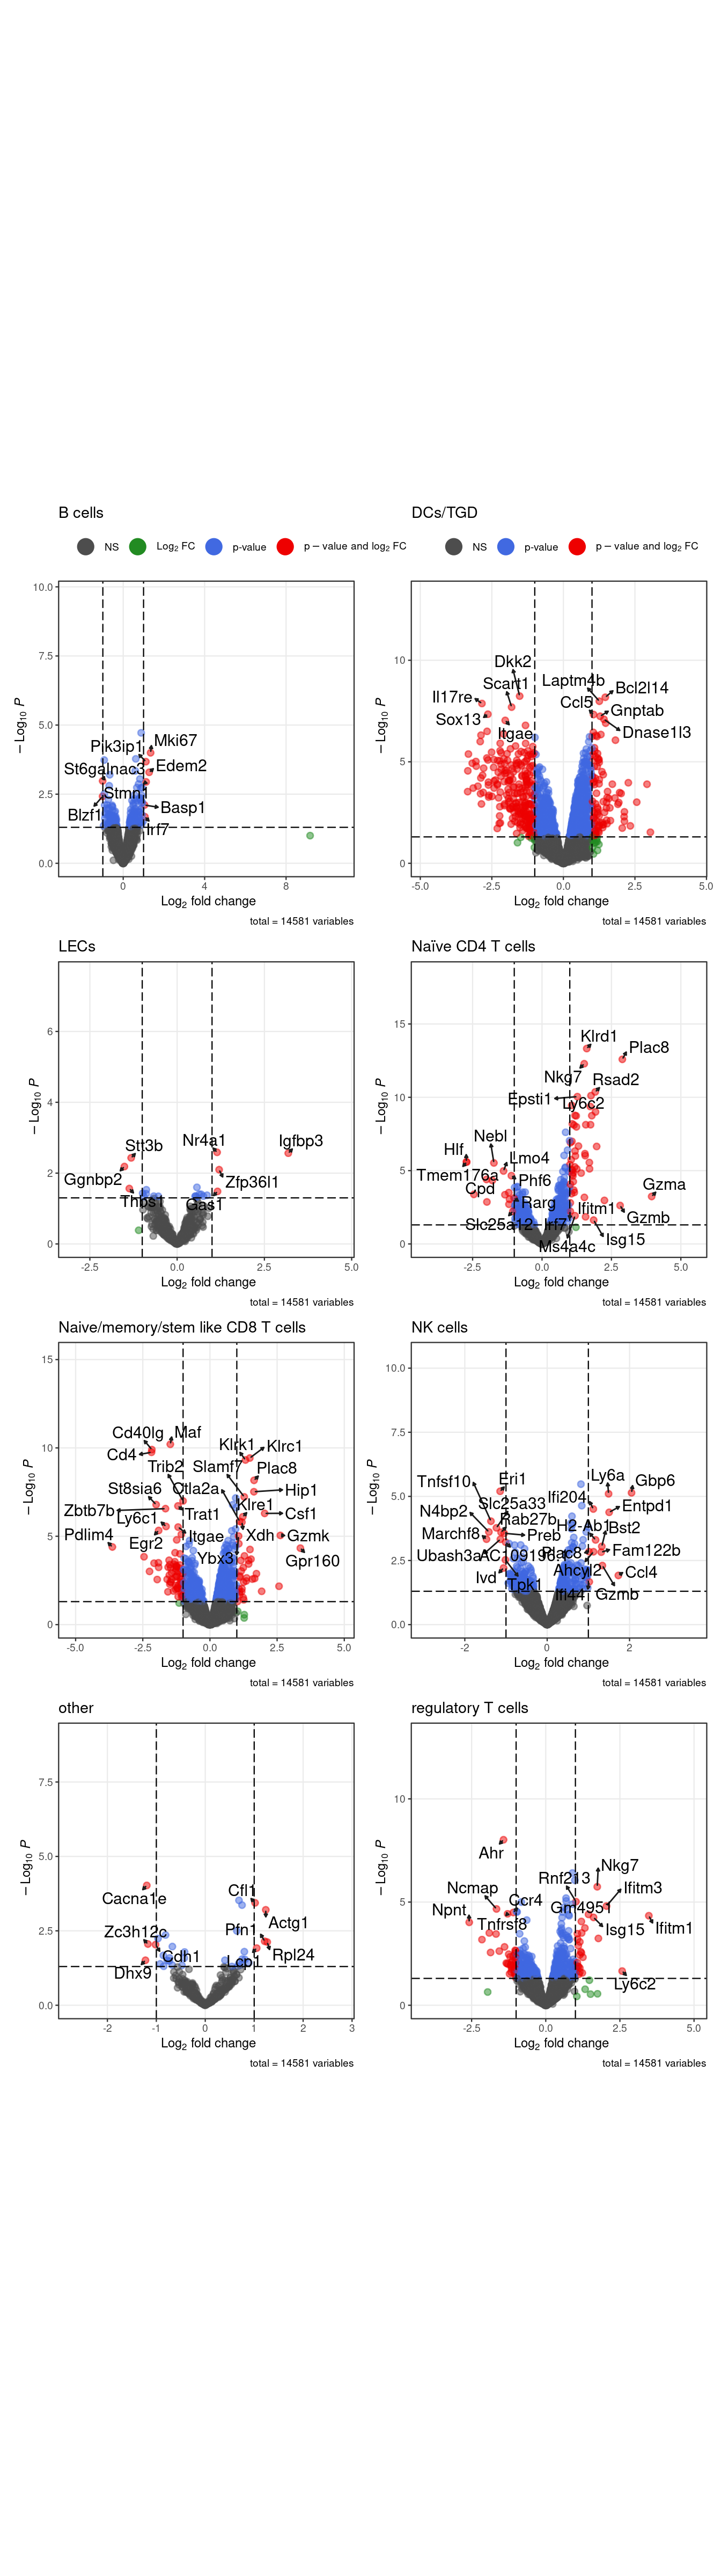 B cells
NS Log2 FC p-value p − value and log2 FC
10.0
7.5
5.0
2.5
0.0
− Log10 P
Pik3ip1
Mki67
St6galnac3
Edem2
Stmn1
Blzf1
Basp1
Irf7
0 4 8
Log2 fold change
total = 14581 variables
DCs/TGD
NS p-value p − value and log2 FC
10
5
0
− Log10 P
Dkk2
Scart1
Laptm4b
Bcl2l14
Il17re
Ccl5
Gnptab
Sox13
Itgae
Dnase1l3
-5.0 -2.5 0.0 2.5 5.0
Log2 fold change
total = 14581 variables
LECs
6
4
2
0
− Log10 P
Stt3b
Nr4a1
Igfbp3
Ggnbp2
Zfp36l1
Thbs1
Gas1
-2.5 0.0 2.5 5.0
Log2 fold change
total = 14581 variables
Naïve CD4 T cells
15
10
5
0
− Log10 P
Klrd1
Plac8
Nkg7
Rsad2
Epsti1
Ly6c2
Nebl
Hlf
Lmo4
Tmem176a
Phf6
Cpd
Gzma
Rarg
Ifitm1
Gzmb
Slc25a12
Irf7
Isg15
Ms4a4c
-2.5 0.0 2.5 5.0
Log2 fold change
total = 14581 variables
Naive/memory/stem like CD8 T cells
15
10
5
0
− Log10 P
Cd40lg
Maf
Klrk1
Klrc1
Cd4
Trib2
Slamf7
Plac8
St8sia6
Ctla2a
Hip1
Zbtb7b
Klre1
Ly6c1
Trat1
Csf1
Pdlim4
Itgae
Xdh
Gzmk
Egr2
Ybx3
Gpr160
-5.0 -2.5 0.0 2.5 5.0
Log2 fold change
total = 14581 variables
NK cells
10.0
7.5
5.0
2.5
0.0
− Log10 P
Tnfsf10
Eri1
Ly6a
Gbp6
Slc25a33
Ifi204
N4bp2
Entpd1
Rab27b
H2-Ab1
Marchf8
Preb
Bst2
Ubash3a
Plac8
Fam122b
Ahcyl2
Ivd
Ccl4
Tpk1
Ifi44
Gzmb
-2 0 2
Log2 fold change
total = 14581 variables
other
7.5
5.0
2.5
0.0
− Log10 P
Cacna1e
Cfl1
Actg1
Zc3h12c
Pfn1
Cdh1
Rpl24
Lcp1
Dhx9
-2 -1 0 1 2 3
Log2 fold change
total = 14581 variables
regulatory T cells
10
5
0
− Log10 P
Ahr
Nkg7
Rnf213
Ncmap
Ifitm3
Ccr4
Npnt
Gm4951
Tnfrsf8
Isg15
Ifitm1
Ly6c2
-2.5 0.0 2.5 5.0
Log2 fold change
total = 14581 variables